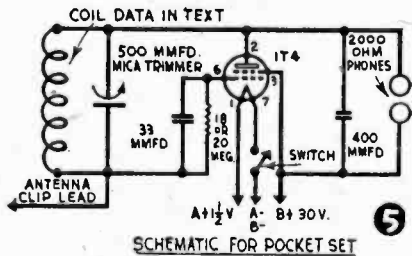 COIL DATA IN TEXT
500 MMFD.
MICA TRIMMER
2
1T4
2000
OHM
PHONES
6
3
1
7
33
MMFD
18
OR
20
MEG.
SWITCH
400
MMFD
ANTENNA
CLIP LEAD
A+1½V
A-
B-
B+ 30V.
5
SCHEMATIC FOR POCKET SET